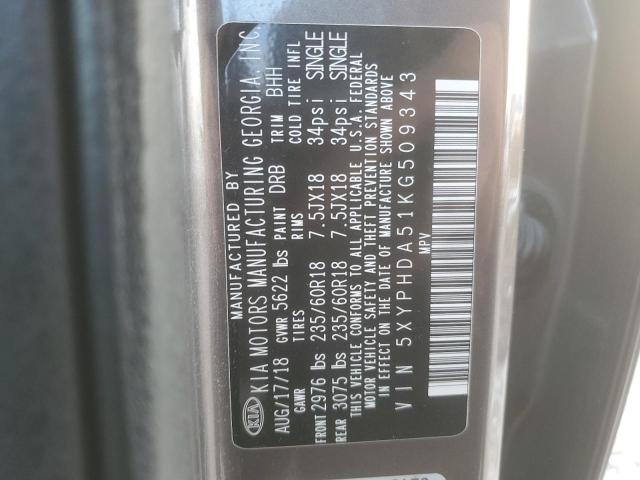 MANUFACTURED BY
KIA KIA MOTORS MANUFACTURING GEORGIA, INC.
AUG/17/18 GVWR 5622 lbs PAINT DRB TRIM BHH
GAWR TIRES RIMS COLD TIRE INFL
FRONT 2976 lbs 235/60R18 7.5JX18 34psi SINGLE
REAR 3075 lbs 235/60R18 7.5JX18 34psi SINGLE
THIS VEHICLE CONFORMS TO ALL APPLICABLE U.S.A. FEDERAL
MOTOR VEHICLE SAFETY AND THEFT PREVENTION STANDARDS
IN EFFECT ON THE DATE OF MANUFACTURE SHOWN ABOVE
VIN 5XYPHDA51KG509343
MPV